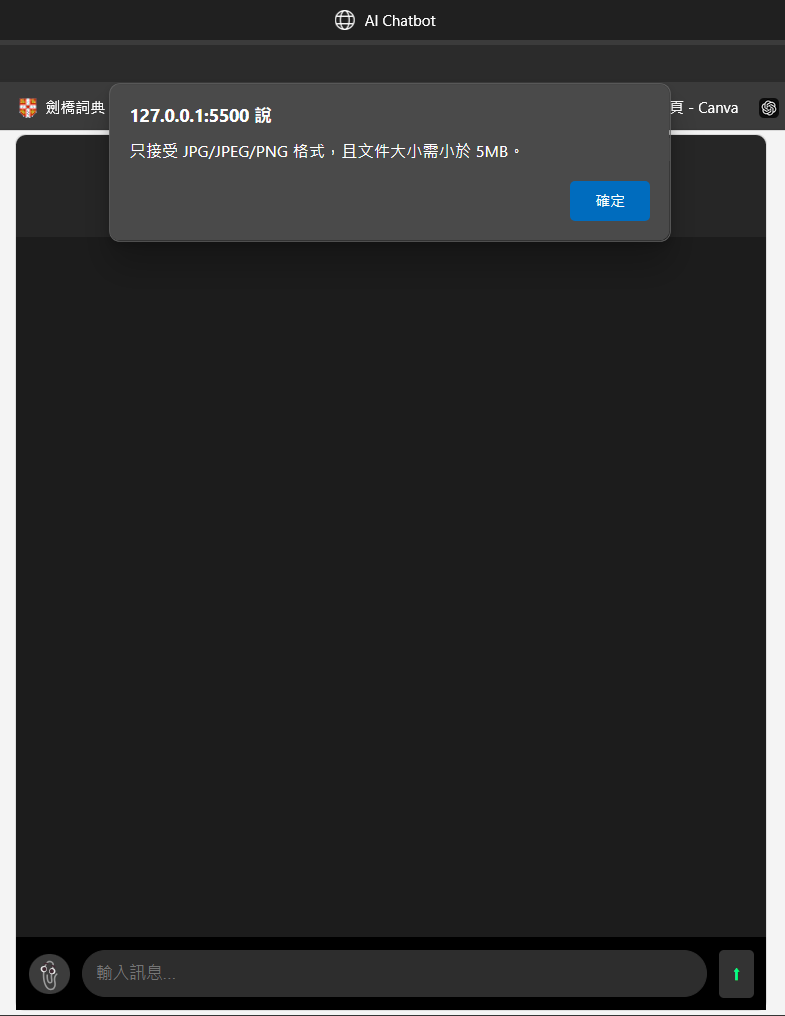 AI Chatbot
劍橋詞典
頁 - Canva
127.0.0.1:5500 說
只接受 JPG/JPEG/PNG 格式，且文件大小需小於 5MB。
確定
輸入訊息...